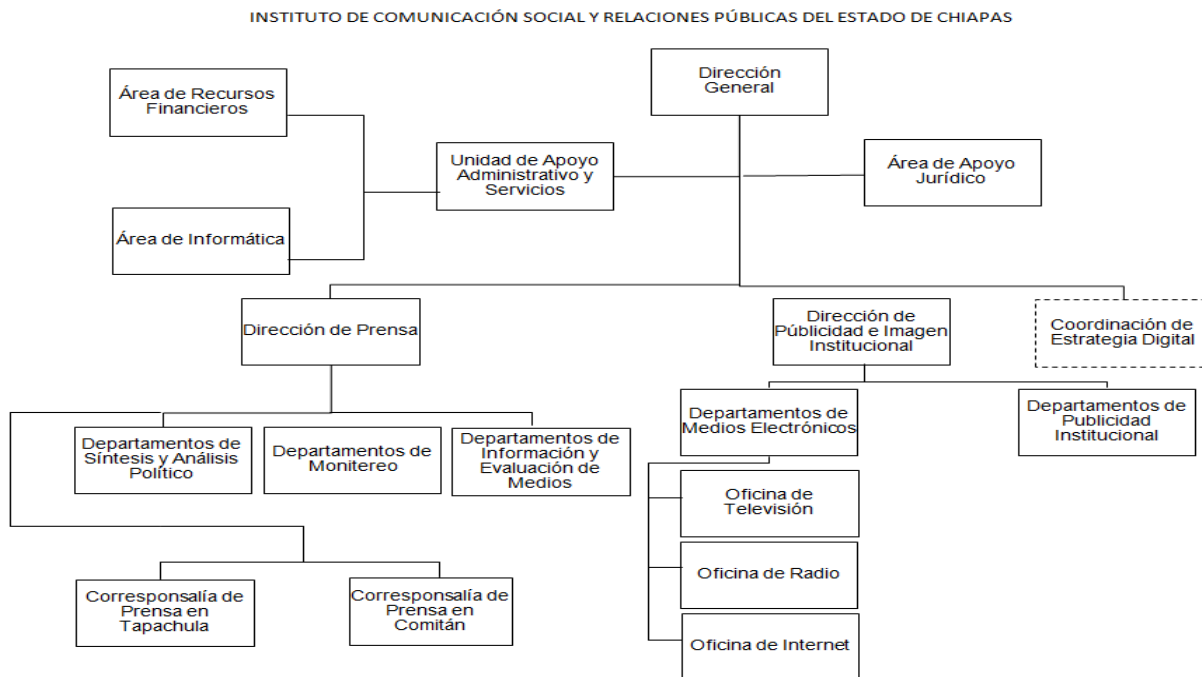 INSTITUTO DE COMUNICACIÓN SOCIAL Y RELACIONES PÚBLICAS DEL ESTADO DE CHIAPAS
Dirección
General
Área de Recursos
Financieros
Unidad de Apoyo
Administrativo y
Servicios
Área de Apoyo
Jurídico
Área de Informática
Dirección de Prensa
Dirección de
Públicidad e Imagen
Institucional
Coordinación de
Estrategia Digital
Departamentos de
Síntesis y Análisis
Político
Departamentos de
Monitereo
Departamentos de
Información y
Evaluación de
Medios
Departamentos de
Medios Electrónicos
Departamentos de
Publicidad
Institucional
Oficina de
Televisión
Oficina de Radio
Oficina de Internet
Corresponsalía de
Prensa en
Tapachula
Corresponsalía de
Prensa en
Comitán